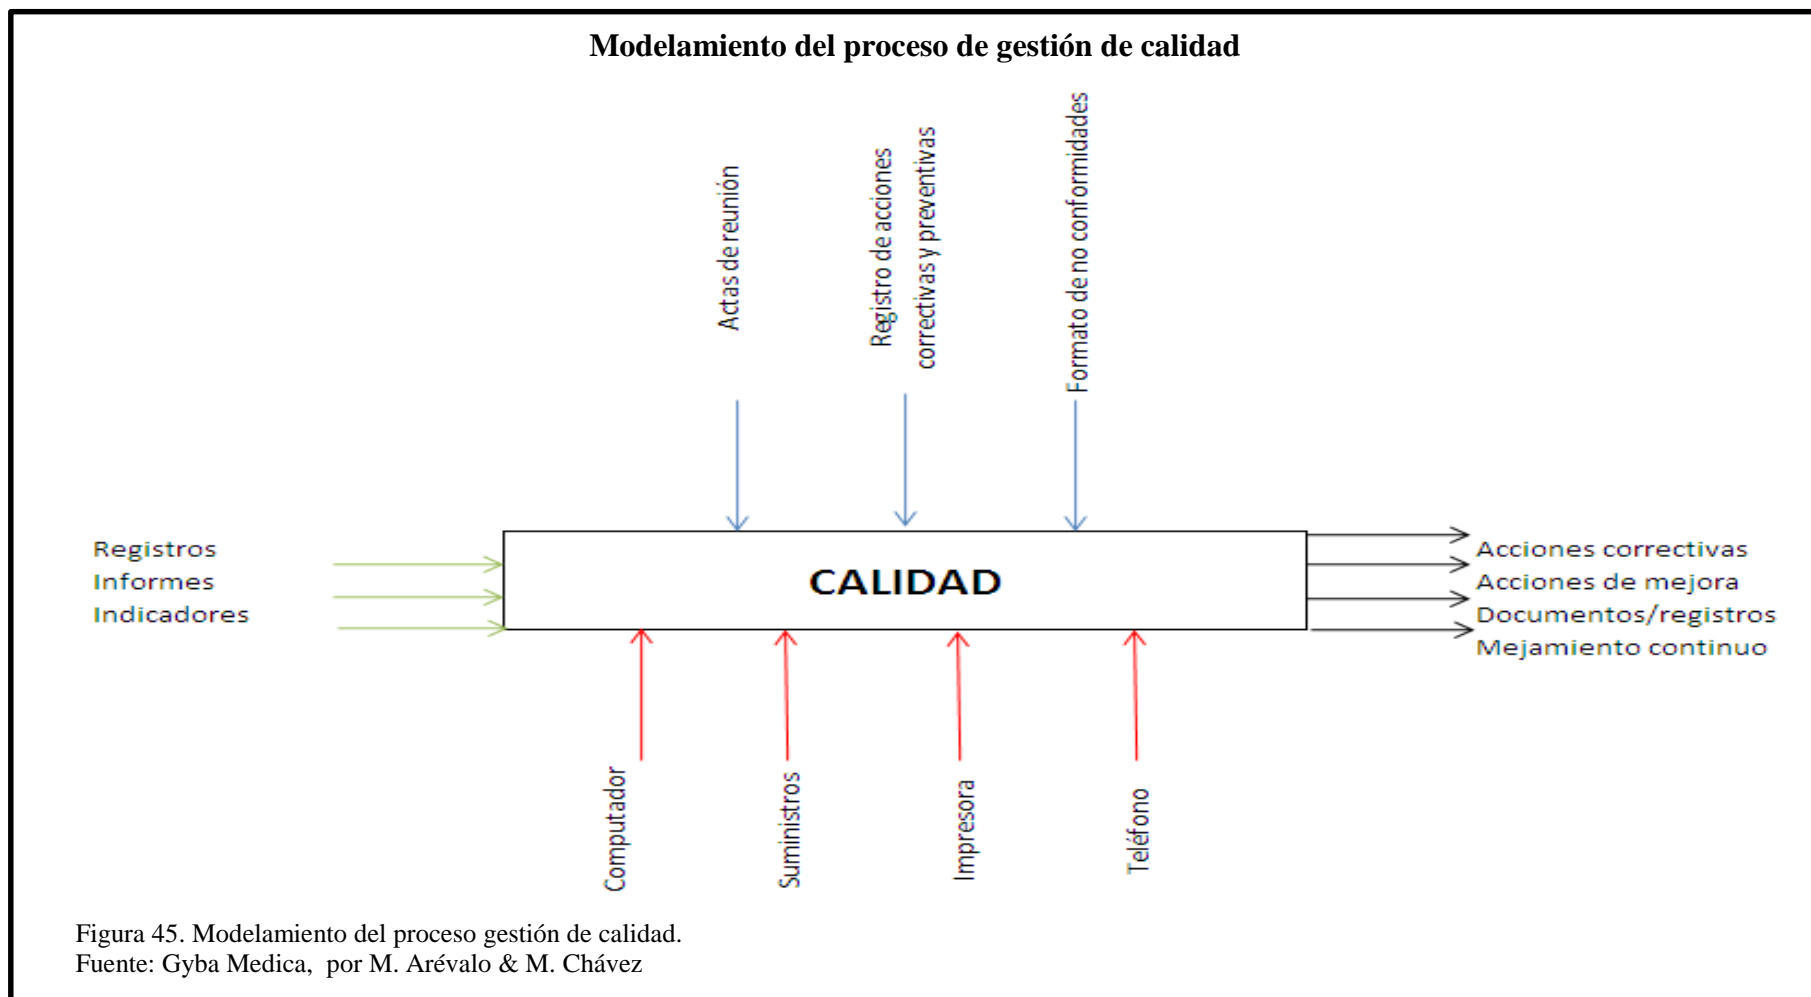 Modelamiento del proceso de gestión de calidad
Actas de reunión
Registro de acciones
correctivas y preventivas
Formato de no conformidades
Registros
Informes
Indicadores
CALIDAD
Acciones correctivas
Acciones de mejora
Documentos/registros
Mejamiento continuo
Computador
Suministros
Impresora
Teléfono
Figura 45. Modelamiento del proceso gestión de calidad.
Fuente: Gyba Medica, por M. Arévalo & M. Chávez